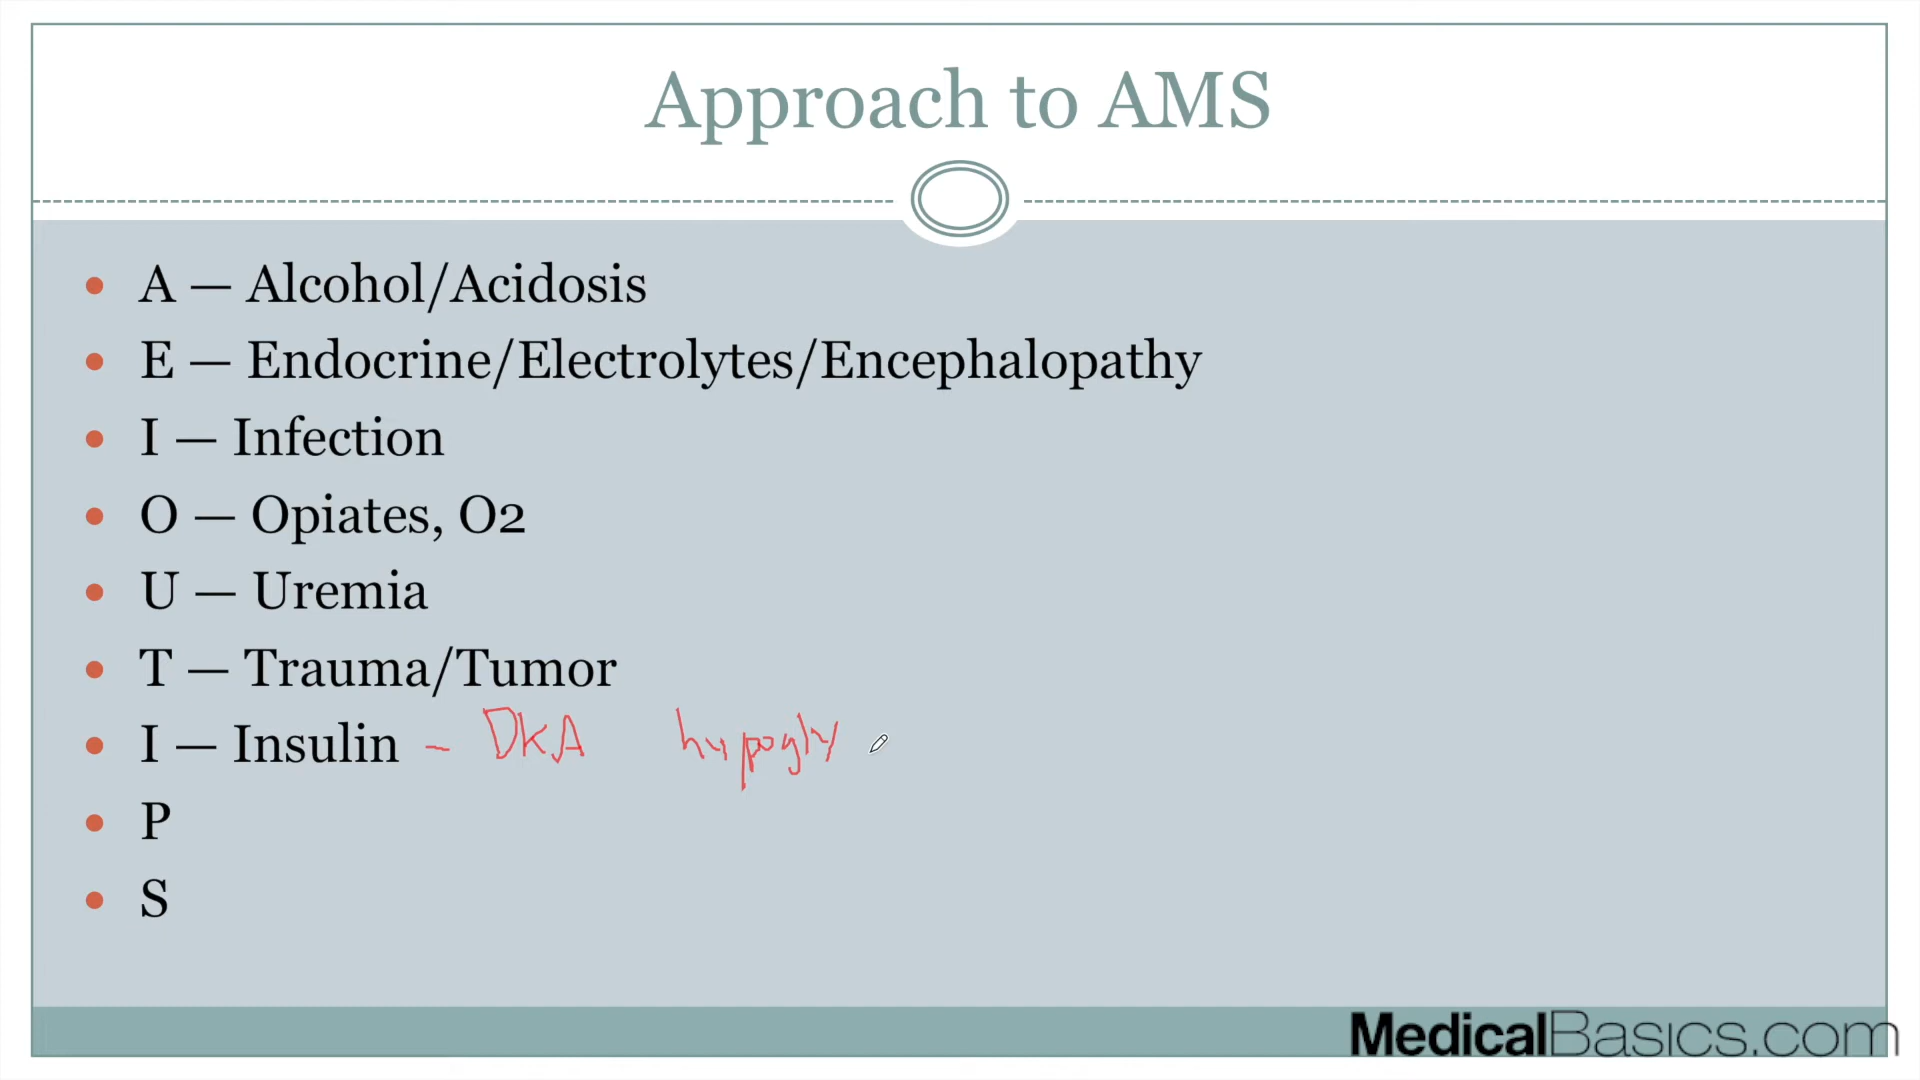 Approach to AMS
• A — Alcohol/Acidosis
• E — Endocrine/Electrolytes/Encephalopathy
• I — Infection
• O — Opiates, O2
• U — Uremia
• T — Trauma/Tumor
• I — Insulin - DKA hypogly
• P
• S
MedicalBasics.com